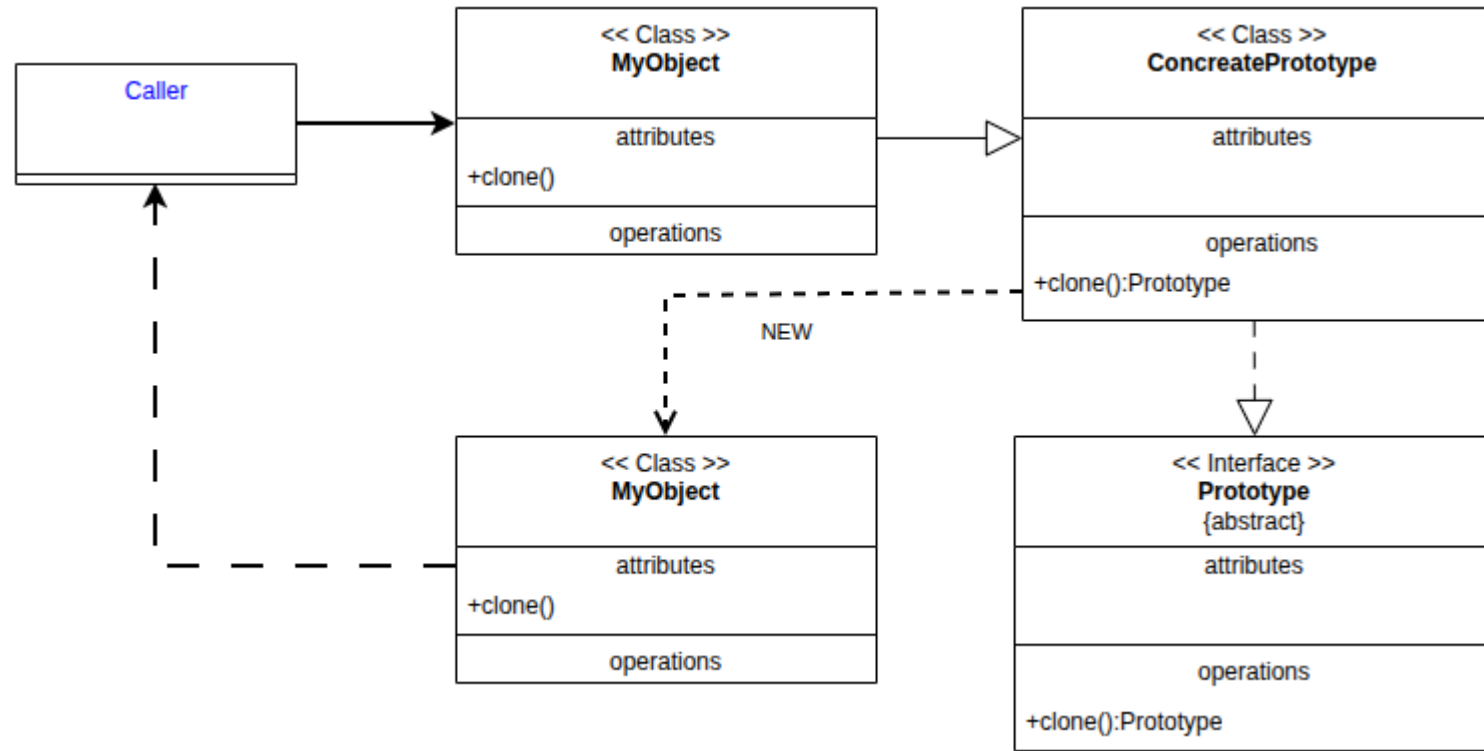 Caller
<< Class >>
MyObject
attributes
+clone()
operations
<< Class >>
ConcreatePrototype
attributes
operations
+clone():Prototype
NEW
<< Class >>
MyObject
attributes
+clone()
operations
<< Interface >>
Prototype
{abstract}
attributes
operations
+clone():Prototype